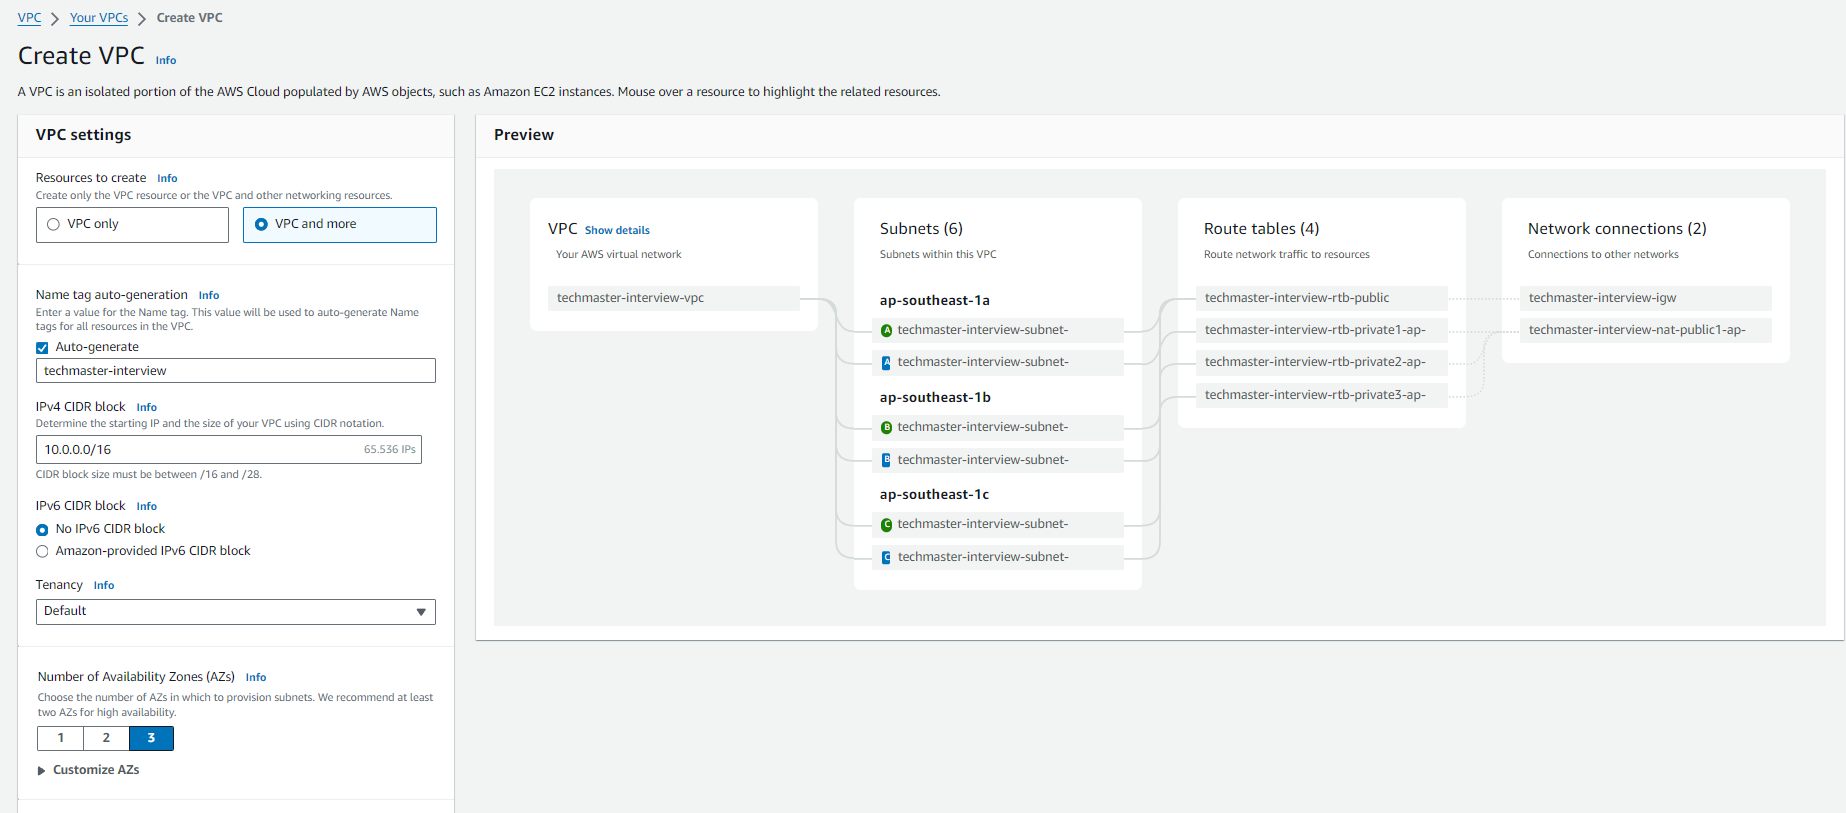 VPC > Your VPCs > Create VPC
Create VPC Info
A VPC is an isolated portion of the AWS Cloud populated by AWS objects, such as Amazon EC2 instances. Mouse over a resource to highlight the related resources.
VPC settings
Resources to create Info
Create only the VPC resource or the VPC and other networking resources.
VPC only
VPC and more
Name tag auto-generation Info
Enter a value for the Name tag. This value will be used to auto-generate Name
tags for all resources in the VPC.
Auto-generate
techmaster-interview
IPv4 CIDR block Info
Determine the starting IP and the size of your VPC using CIDR notation.
10.0.0.0/16 65.536 IPs
CIDR block size must be between /16 and /28.
IPv6 CIDR block Info
No IPv6 CIDR block
Amazon-provided IPv6 CIDR block
Tenancy Info
Default
Number of Availability Zones (AZs) Info
Choose the number of AZs in which to provision subnets. We recommend at least
two AZs for high availability.
1 2 3
Customize AZs
Preview
VPC Show details
Your AWS virtual network
techmaster-interview-vpc
Subnets (6)
Subnets within this VPC
ap-southeast-1a
A techmaster-interview-subnet-
A techmaster-interview-subnet-
ap-southeast-1b
B techmaster-interview-subnet-
B techmaster-interview-subnet-
ap-southeast-1c
C techmaster-interview-subnet-
C techmaster-interview-subnet-
Route tables (4)
Route network traffic to resources
techmaster-interview-rtb-public
techmaster-interview-rtb-private1-ap-
techmaster-interview-rtb-private2-ap-
techmaster-interview-rtb-private3-ap-
Network connections (2)
Connections to other networks
techmaster-interview-igw
techmaster-interview-nat-public1-ap-